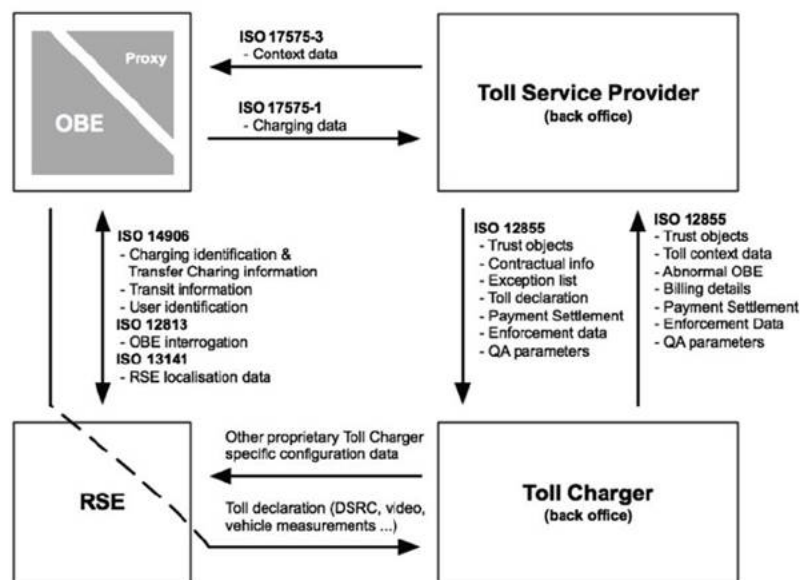 Proxy
OBE
ISO 17575-3
- Context data
ISO 17575-1
- Charging data
Toll Service Provider
(back office)
ISO 14906
- Charging identification &
Transfer Charing information
- Transit information
- User identification
ISO 12813
- OBE interrogation
ISO 13141
- RSE localisation data
ISO 12855
- Trust objects
- Contractual info
- Exception list
- Toll declaration
- Payment Settlement
- Enforcement data
- QA parameters
ISO 12855
- Trust objects
- Toll context data
- Abnormal OBE
- Billing details
- Payment Settlement
- Enforcement Data
- QA parameters
RSE
Other proprietary Toll Charger
specific configuration data
Toll declaration (DSRC, video,
vehicle measurements ...)
Toll Charger
(back office)